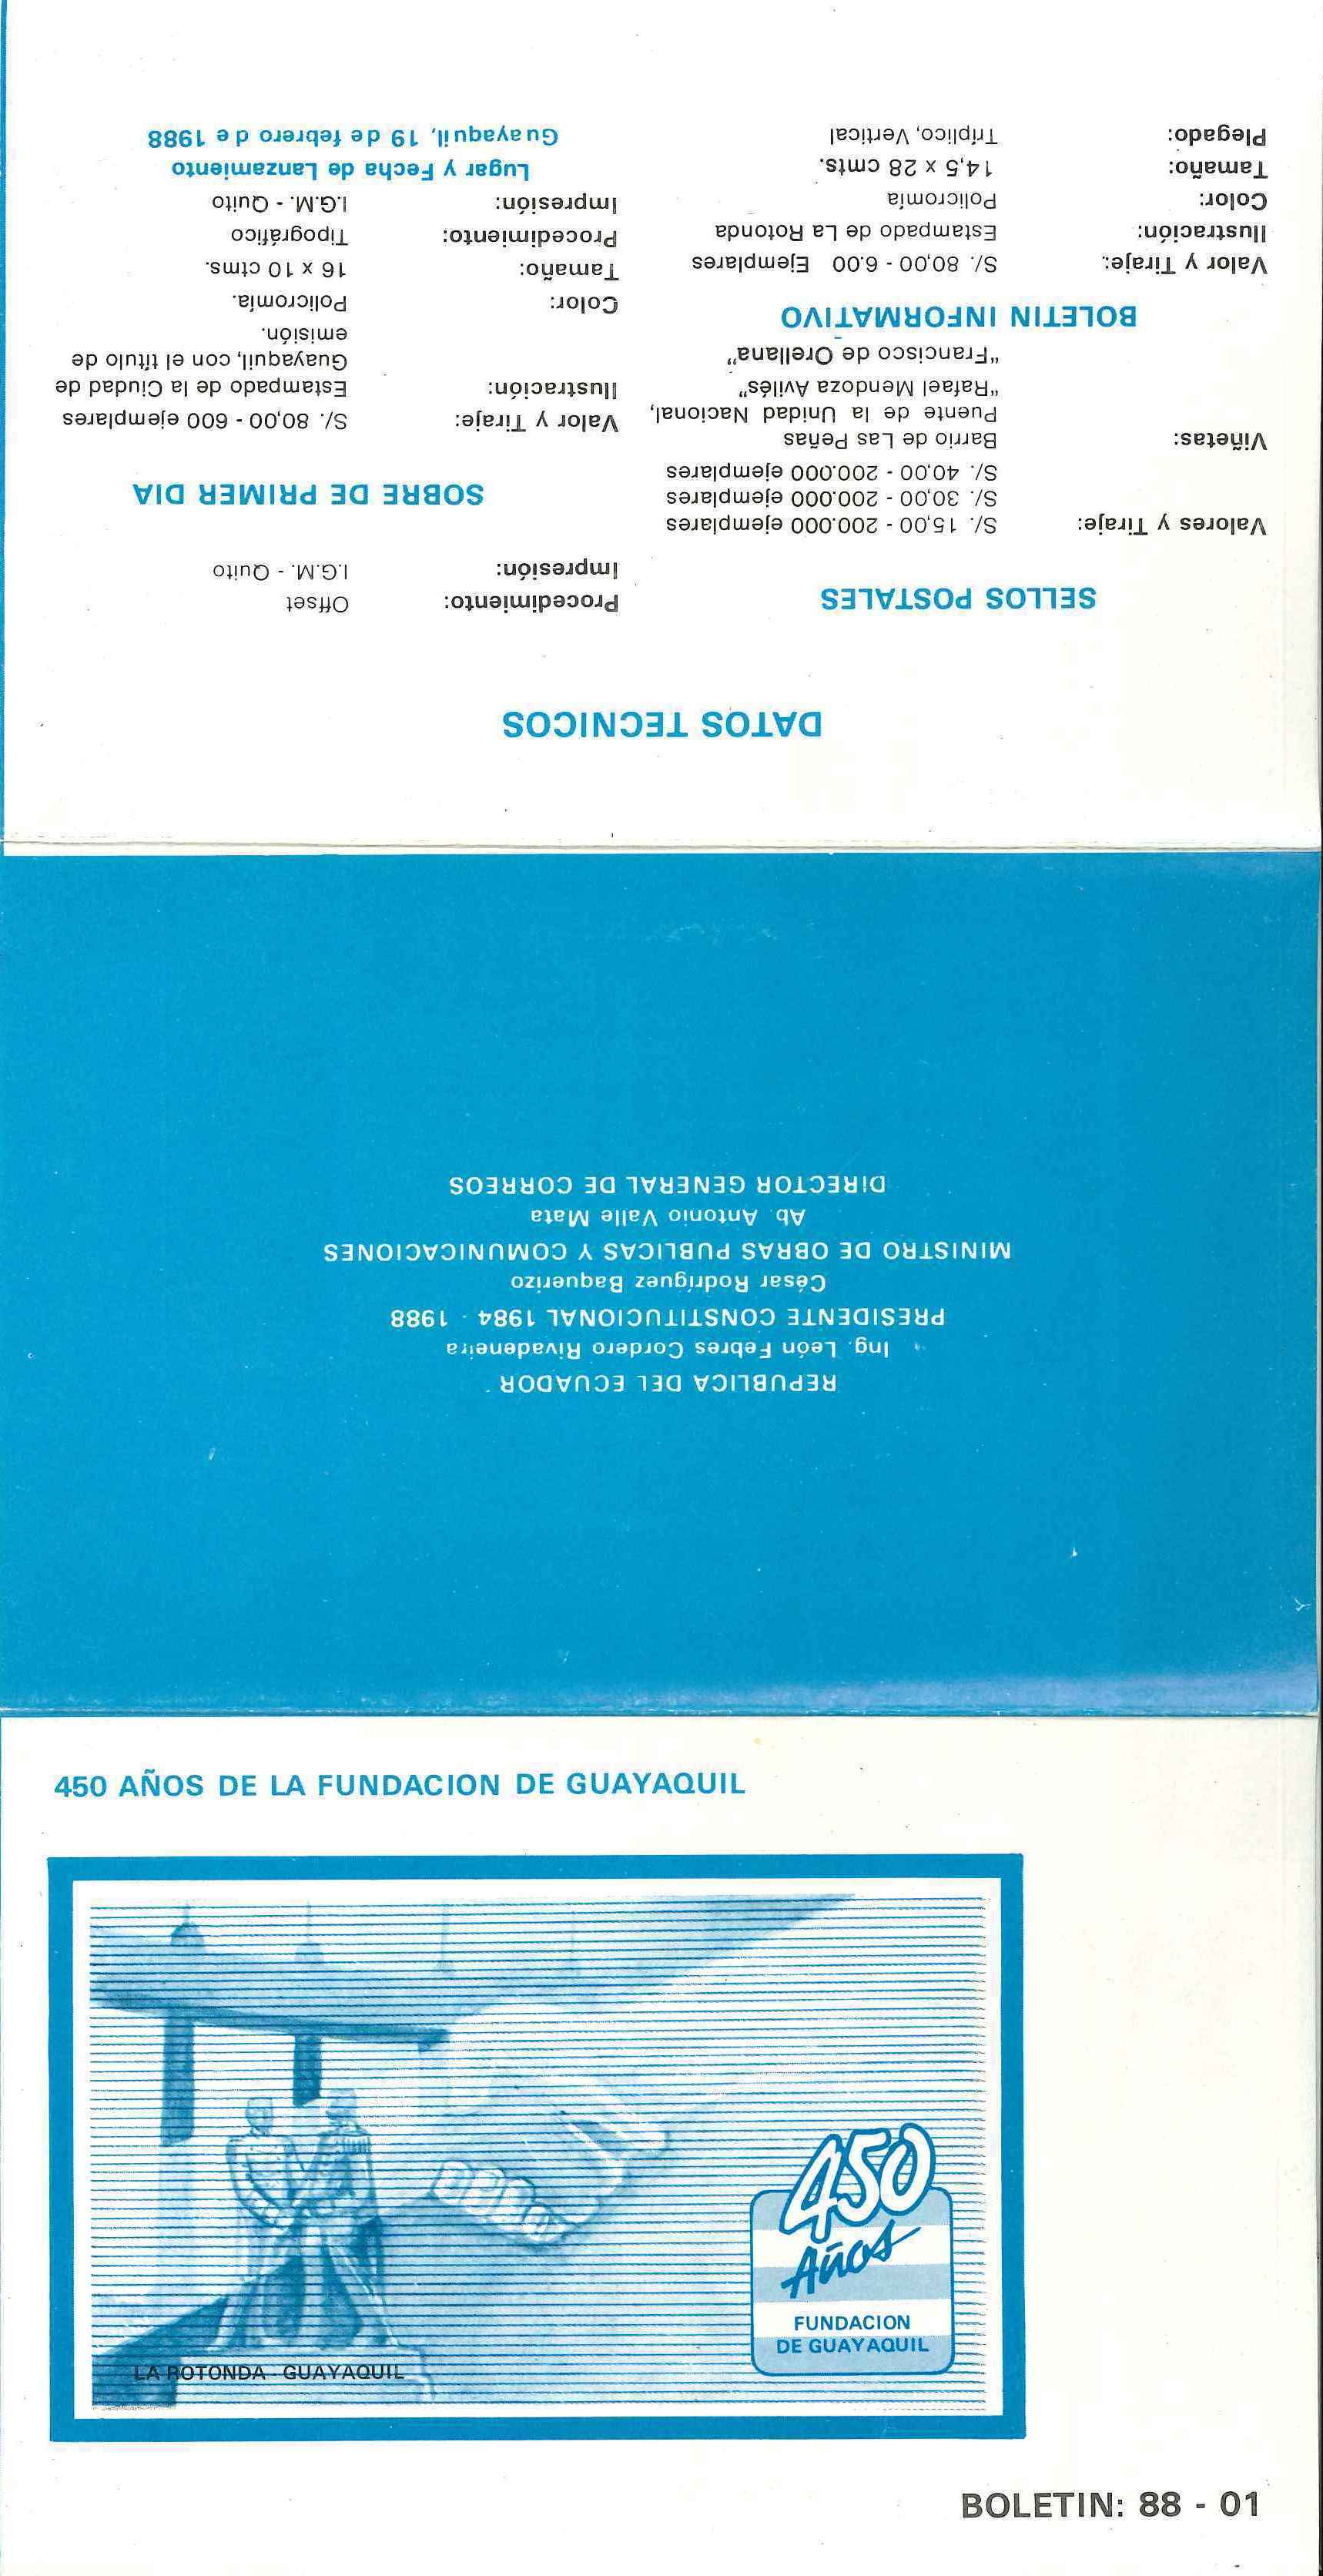 450 AÑOS DE LA FUNDACION DE GUAYAQUIL
450
Años
FUNDACION
DE GUAYAQUIL
LA ROTONDA - GUAYAQUIL
BOLETIN: 88 - 01
REPUBLICA DEL ECUADOR
Ing. León Febres Cordero Rivadeneira
PRESIDENTE CONSTITUCIONAL 1984 - 1988
César Rodríguez Baquerizo
MINISTRO DE OBRAS PUBLICAS Y COMUNICACIONES
Ab. Antonio Valle Mata
DIRECTOR GENERAL DE CORREOS
DATOS TECNICOS
SELLOS POSTALES
Valores y Tiraje: S/. 15,00 - 200.000 ejemplares
S/. 30,00 - 200.000 ejemplares
S/. 40,00 - 200.000 ejemplares
Viñetas: Barrio de Las Peñas
Puente de la Unidad Nacional,
"Rafael Mendoza Avilés"
"Francisco de Orellana"
BOLETIN INFORMATIVO
Valor y Tiraje: S/. 80,00 - 6.00 Ejemplares
Ilustración: Estampado de La Rotonda
Color: Policromía
Tamaño: 14,5 x 28 cmts.
Plegado: Tríplico, Vertical
Procedimiento: Offset
Impresión: I.G.M. - Quito
SOBRE DE PRIMER DIA
Valor y Tiraje: S/. 80,00 - 600 ejemplares
Ilustración: Estampado de la Ciudad de
Guayaquil, con el título de
emisión.
Color: Policromía.
Tamaño: 16 x 10 ctms.
Procedimiento: Tipográfico
Impresión: I.G.M. - Quito
Lugar y Fecha de Lanzamiento
Guayaquil, 19 de febrero de 1988